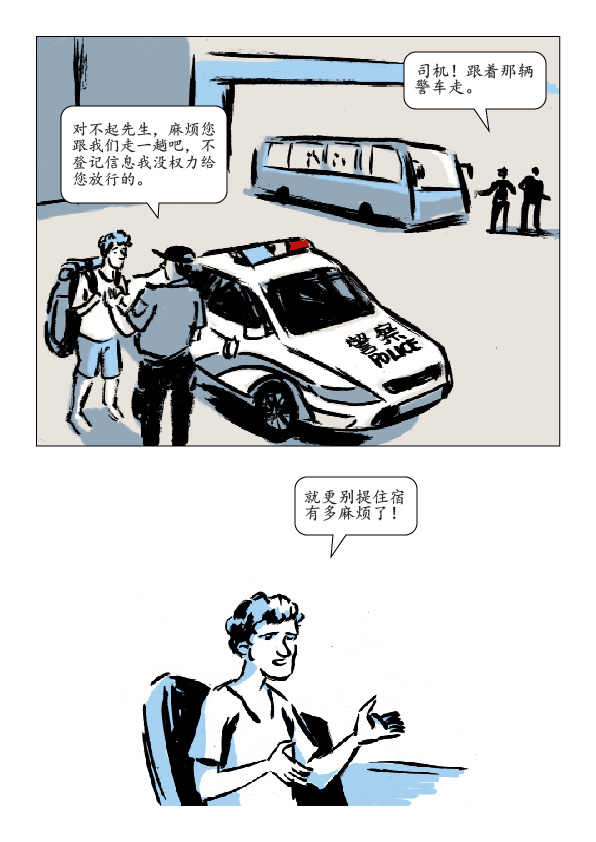 司机！跟着那辆
警车走。
对不起先生，麻烦您
跟我们走一趟吧，不
登记信息我没权力给
您放行的。
警察
POLICE
就更别提住宿
有多麻烦了！